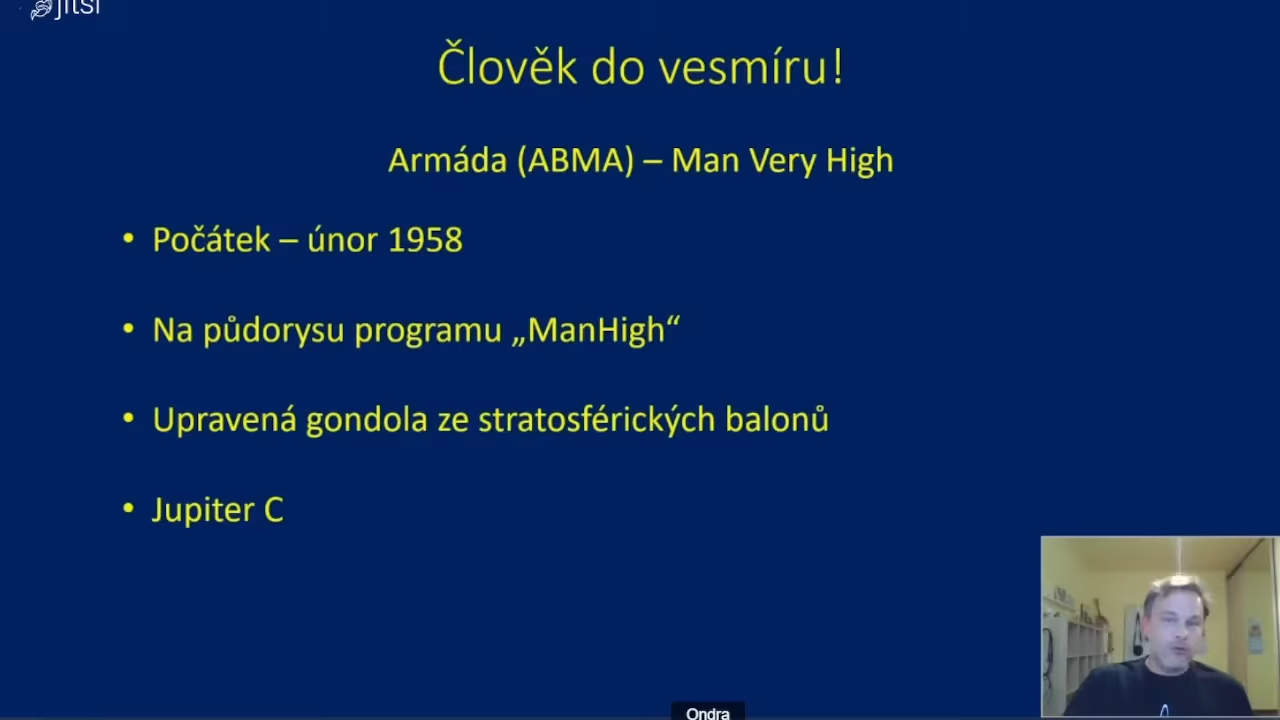 jitsi
Člověk do vesmíru!
Armáda (ABMA) – Man Very High
• Počátek – únor 1958
• Na půdorysu programu „ManHigh“
• Upravená gondola ze stratosférických balonů
• Jupiter C
Ondra